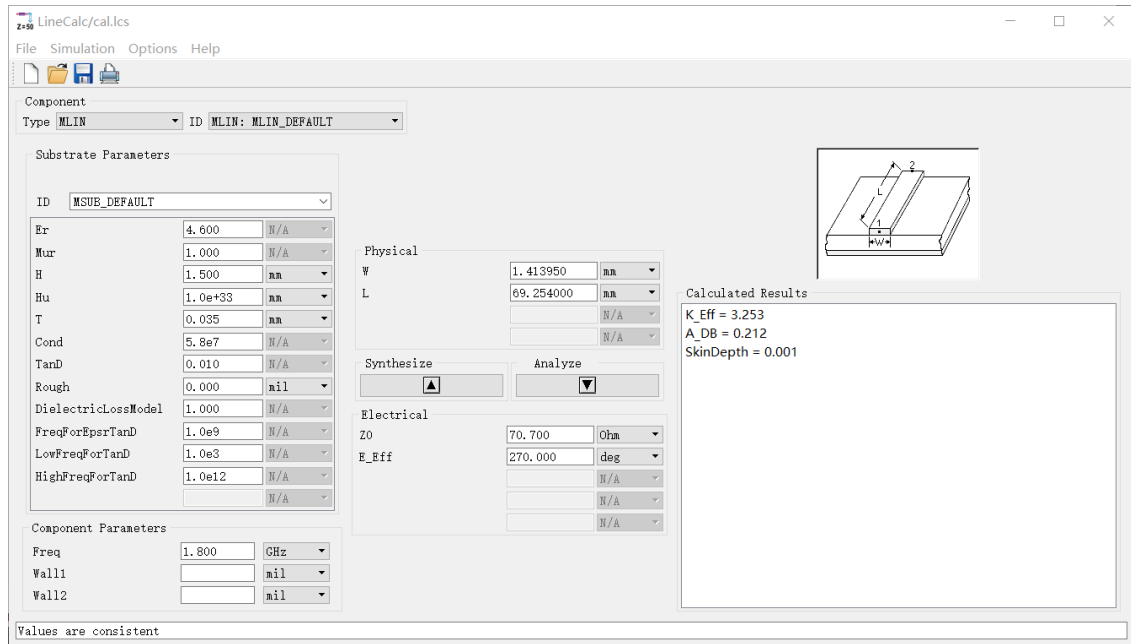 Z=50 LineCalc/cal.lcs
File Simulation Options Help
Component
Type MLIN ID MLIN: MLIN_DEFAULT
Substrate Parameters
ID MSUB_DEFAULT
Er 4.600 N/A
Mur 1.000 N/A
H 1.500 mm
Hu 1.0e+33 mm
T 0.035 mm
Cond 5.8e7 N/A
TanD 0.010 N/A
Rough 0.000 mil
DielectricLossModel 1.000 N/A
FreqForEpsrTanD 1.0e9 N/A
LowFreqForTanD 1.0e3 N/A
HighFreqForTanD 1.0e12 N/A
N/A
Component Parameters
Freq 1.800 GHz
Wall1 mil
Wall2 mil
Physical
W 1.413950 mm
L 69.254000 mm
N/A
N/A
Synthesize Analyze
Electrical
Z0 70.700 Ohm
E_Eff 270.000 deg
N/A
N/A
N/A
2
L
1
W
Calculated Results
K_Eff = 3.253
A_DB = 0.212
SkinDepth = 0.001
Values are consistent